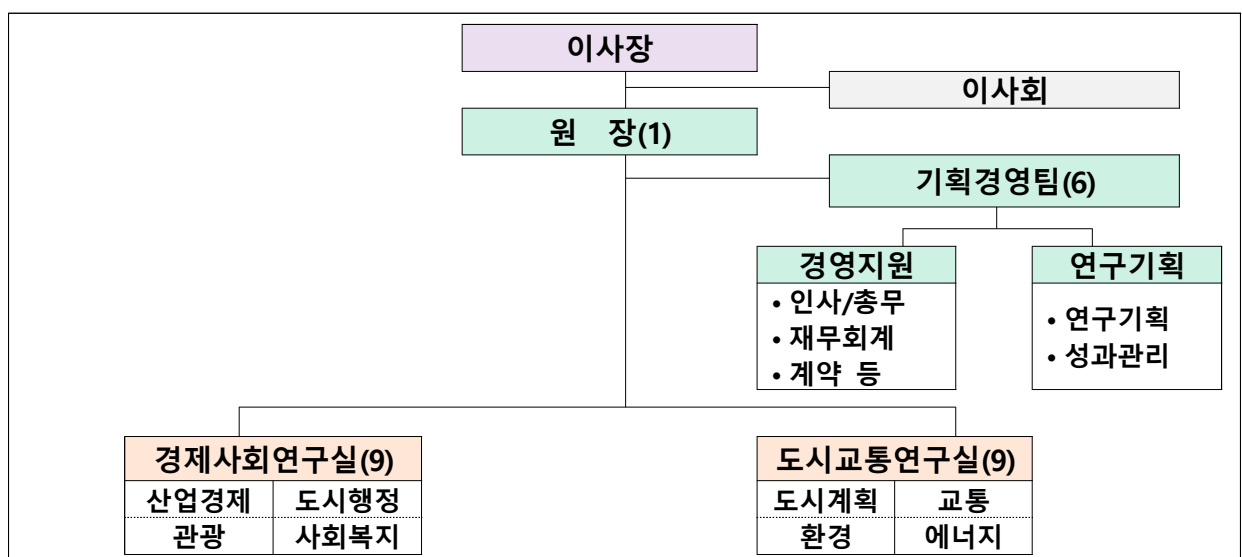 이사장
이사회
원 장(1)
기획경영팀(6)
경영지원
• 인사/총무
• 재무회계
• 계약 등
연구기획
• 연구기획
• 성과관리
경제사회연구실(9)
산업경제 도시행정
관광 사회복지
도시교통연구실(9)
도시계획 교통
환경 에너지